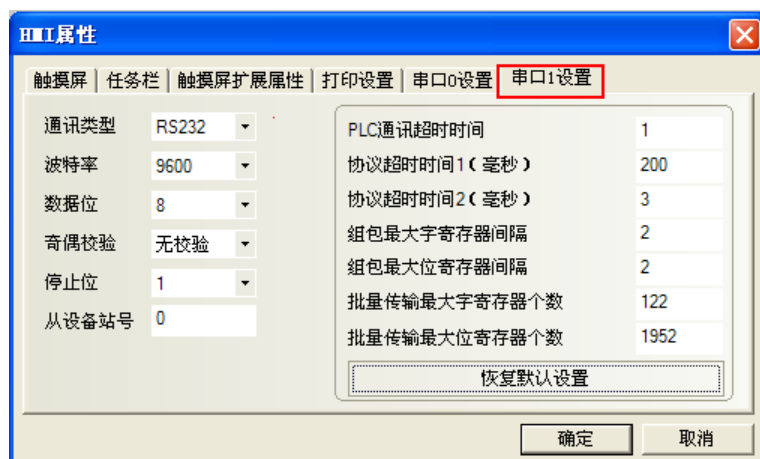 HMI属性
触摸屏 任务栏 触摸屏扩展属性 打印设置 串口0设置 串口1设置
通讯类型 RS232
波特率 9600
数据位 8
奇偶校验 无校验
停止位 1
从设备站号 0
PLC通讯超时时间 1
协议超时时间1(毫秒) 200
协议超时时间2(毫秒) 3
组包最大字寄存器间隔 2
组包最大位寄存器间隔 2
批量传输最大字寄存器个数 122
批量传输最大位寄存器个数 1952
恢复默认设置
确定 取消